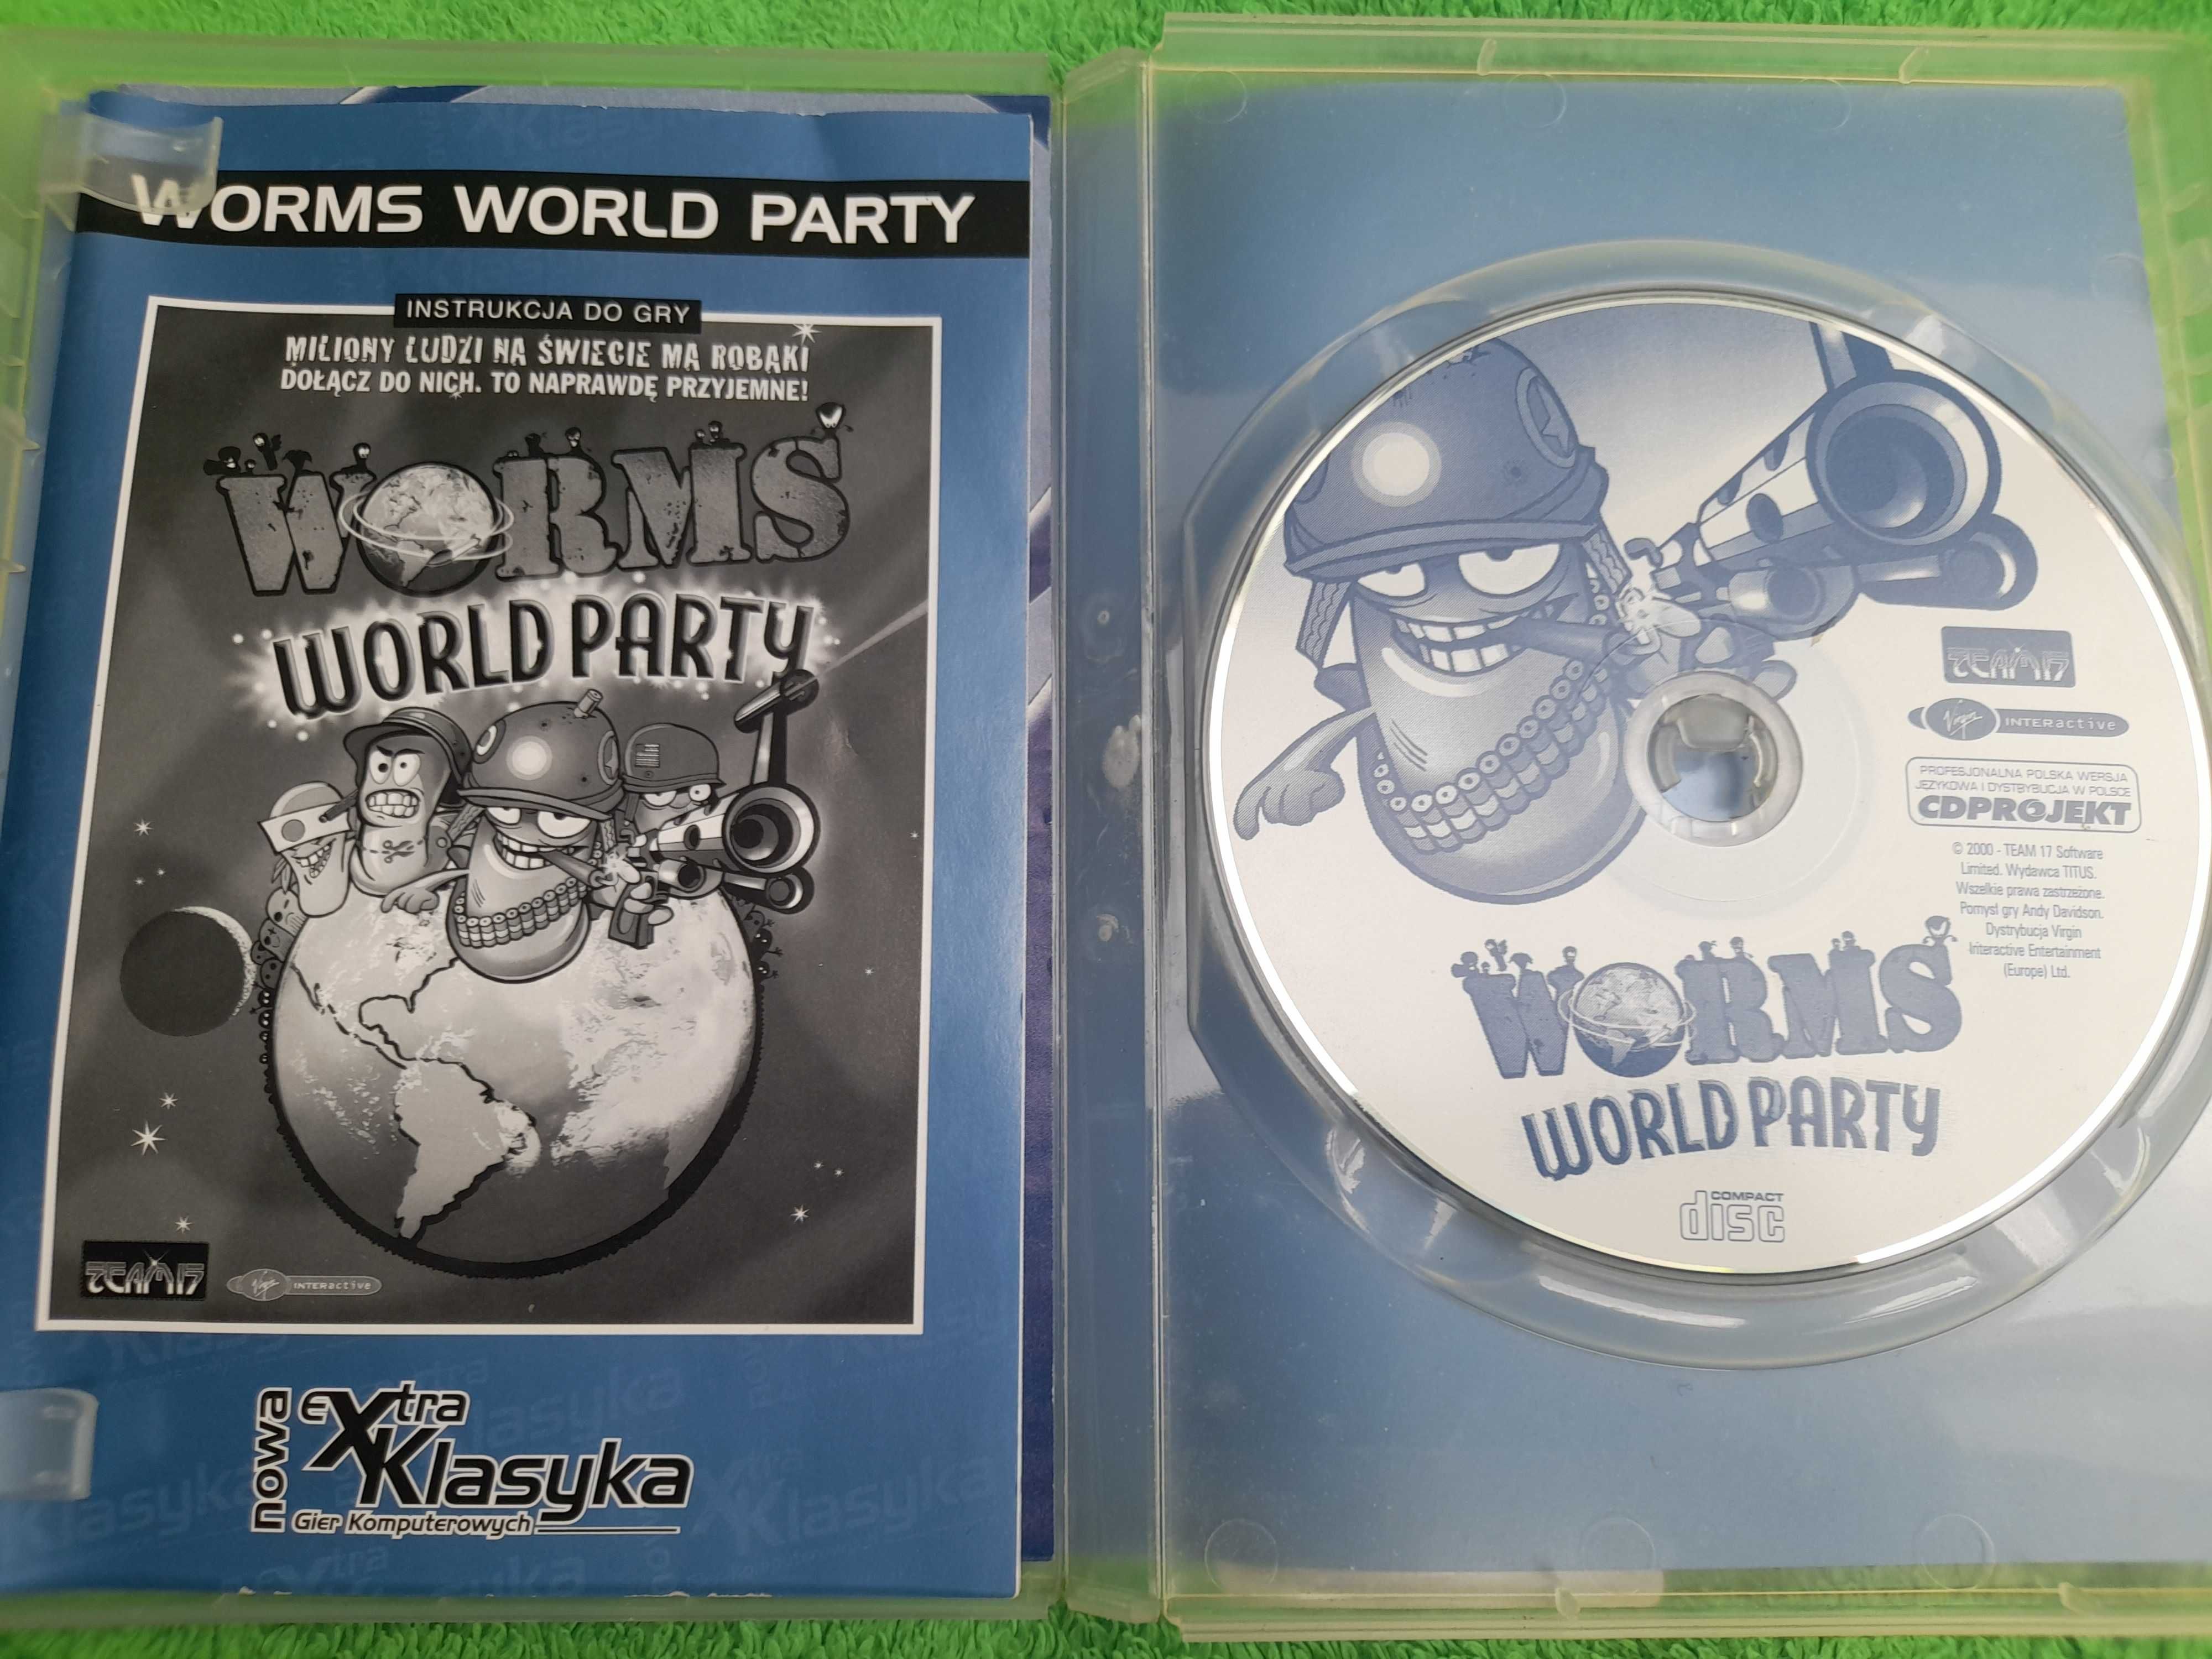 WORMS WORLD PARTY
INSTRUKCJA DO GRY
MILIONY LUDZI NA ŚWIECIE MA ROBAKI
DOŁĄCZ DO NICH. TO NAPRAWDĘ PRZYJEMNE!
WORMS
WORLD PARTY
TEAM17
Virgin INTERactive
nowa
eXtra
Klasyka
Gier Komputerowych
TEAM17
Virgin INTERactive
PROFESJONALNA POLSKA WERSJA
JĘZYKOWA I DYSTRYBUCJA W POLSCE
CDPROJEKT
© 2000 - TEAM 17 Software
Limited. Wydawca TITUS.
Wszelkie prawa zastrzeżone.
Pomysł gry Andy Davidson.
Dystrybucja Virgin
Interactive Entertainment
(Europe) Ltd.
WORMS
WORLD PARTY
COMPACT
disc